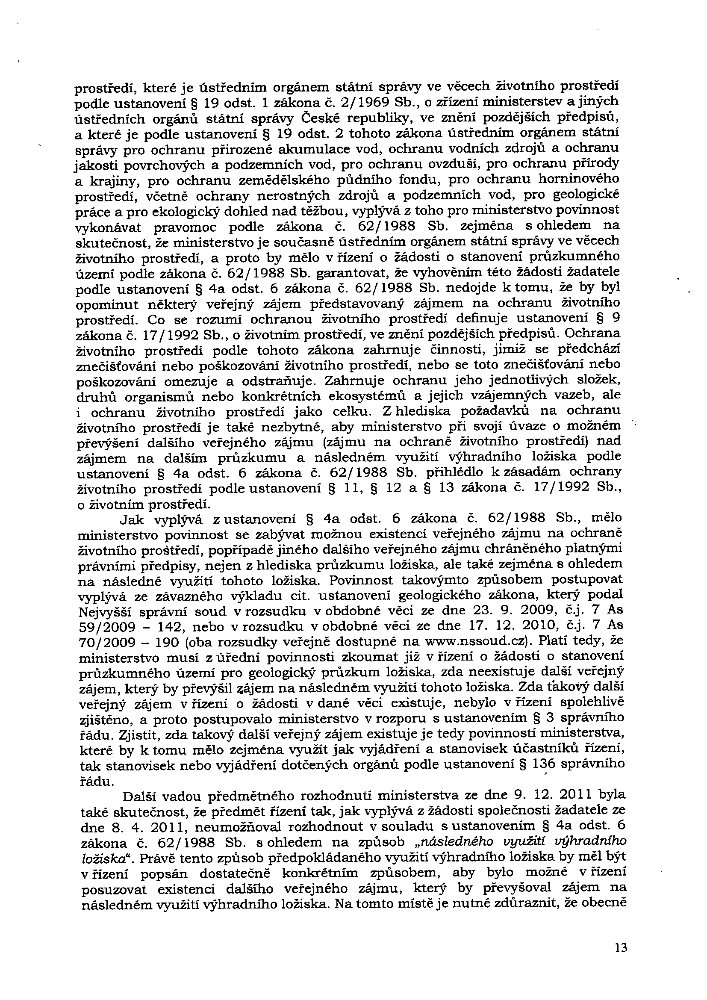 prostředí, které je ústředním orgánem státní správy ve věcech životního prostředí
podle ustanovení § 19 odst. 1 zákona č. 2/1969 Sb., o zřízení ministerstev a jiných
ústředních orgánů státní správy České republiky, ve znění pozdějších předpisů,
a které je podle ustanovení § 19 odst. 2 tohoto zákona ústředním orgánem státní
správy pro ochranu přirozené akumulace vod, ochranu vodních zdrojů a ochranu
jakosti povrchových a podzemních vod, pro ochranu ovzduší, pro ochranu přírody
a krajiny, pro ochranu zemědělského půdního fondu, pro ochranu horninového
prostředí, včetně ochrany nerostných zdrojů a podzemních vod, pro geologické
práce a pro ekologický dohled nad těžbou, vyplývá z toho pro ministerstvo povinnost
vykonávat pravomoc podle zákona č. 62/1988 Sb. zejména s ohledem na
skutečnost, že ministerstvo je současně ústředním orgánem státní správy ve věcech
životního prostředí, a proto by mělo v řízení o žádosti o stanovení průzkumného
území podle zákona č. 62/1988 Sb. garantovat, že vyhověním této žádosti žadatele
podle ustanovení § 4a odst. 6 zákona č. 62/1988 Sb. nedojde k tomu, že by byl
opominut některý veřejný zájem představovaný zájmem na ochranu životního
prostředí. Co se rozumí ochranou životního prostředí definuje ustanovení § 9
zákona č. 17/1992 Sb., o životním prostředí, ve znění pozdějších předpisů. Ochrana
životního prostředí podle tohoto zákona zahrnuje činnosti, jimiž se předchází
znečišťování nebo poškozování životního prostředí, nebo se toto znečišťování nebo
poškozování omezuje a odstraňuje. Zahrnuje ochranu jeho jednotlivých složek,
druhů organismů nebo konkrétních ekosystémů a jejich vzájemných vazeb, ale
i ochranu životního prostředí jako celku. Z hlediska požadavků na ochranu
životního prostředí je také nezbytné, aby ministerstvo při svojí úvaze o možném
převýšení dalšího veřejného zájmu (zájmu na ochraně životního prostředí) nad
zájmem na dalším průzkumu a následném využití výhradního ložiska podle
ustanovení § 4a odst. 6 zákona č. 62/1988 Sb. přihlédlo k zásadám ochrany
životního prostředí podle ustanovení § 11, § 12 a § 13 zákona č. 17/1992 Sb.,
o životním prostředí.
Jak vyplývá z ustanovení § 4a odst. 6 zákona č. 62/1988 Sb., mělo
ministerstvo povinnost se zabývat možnou existencí veřejného zájmu na ochraně
životního prostředí, popřípadě jiného dalšího veřejného zájmu chráněného platnými
právními předpisy, nejen z hlediska průzkumu ložiska, ale také zejména s ohledem
na následné využití tohoto ložiska. Povinnost takovýmto způsobem postupovat
vyplývá ze závazného výkladu cit. ustanovení geologického zákona, který podal
Nejvyšší správní soud v rozsudku v obdobné věci ze dne 23. 9. 2009, č.j. 7 As
59/2009 – 142, nebo v rozsudku v obdobné věci ze dne 17. 12. 2010, č.j. 7 As
70/2009 – 190 (oba rozsudky veřejně dostupné na www.nssoud.cz). Platí tedy, že
ministerstvo musí z úřední povinnosti zkoumat již v řízení o žádosti o stanovení
průzkumného území pro geologický průzkum ložiska, zda neexistuje další veřejný
zájem, který by převýšil zájem na následném využití tohoto ložiska. Zda takový další
veřejný zájem v řízení o žádosti v dané věci existuje, nebylo v řízení spolehlivě
zjištěno, a proto postupovalo ministerstvo v rozporu s ustanovením § 3 správního
řádu. Zjistit, zda takový další veřejný zájem existuje je tedy povinností ministerstva,
které by k tomu mělo zejména využít jak vyjádření a stanovisek účastníků řízení,
tak stanovisek nebo vyjádření dotčených orgánů podle ustanovení § 136 správního
řádu.
Další vadou předmětného rozhodnutí ministerstva ze dne 9. 12. 2011 byla
také skutečnost, že předmět řízení tak, jak vyplývá z žádosti společnosti žadatele ze
dne 8. 4. 2011, neumožňoval rozhodnout v souladu s ustanovením § 4a odst. 6
zákona č. 62/1988 Sb. s ohledem na způsob „následného využití výhradního
ložiska“. Právě tento způsob předpokládaného využití výhradního ložiska by měl být
v řízení popsán dostatečně konkrétním způsobem, aby bylo možné v řízení
posuzovat existenci dalšího veřejného zájmu, který by převyšoval zájem na
následném využití výhradního ložiska. Na tomto místě je nutné zdůraznit, že obecně
13